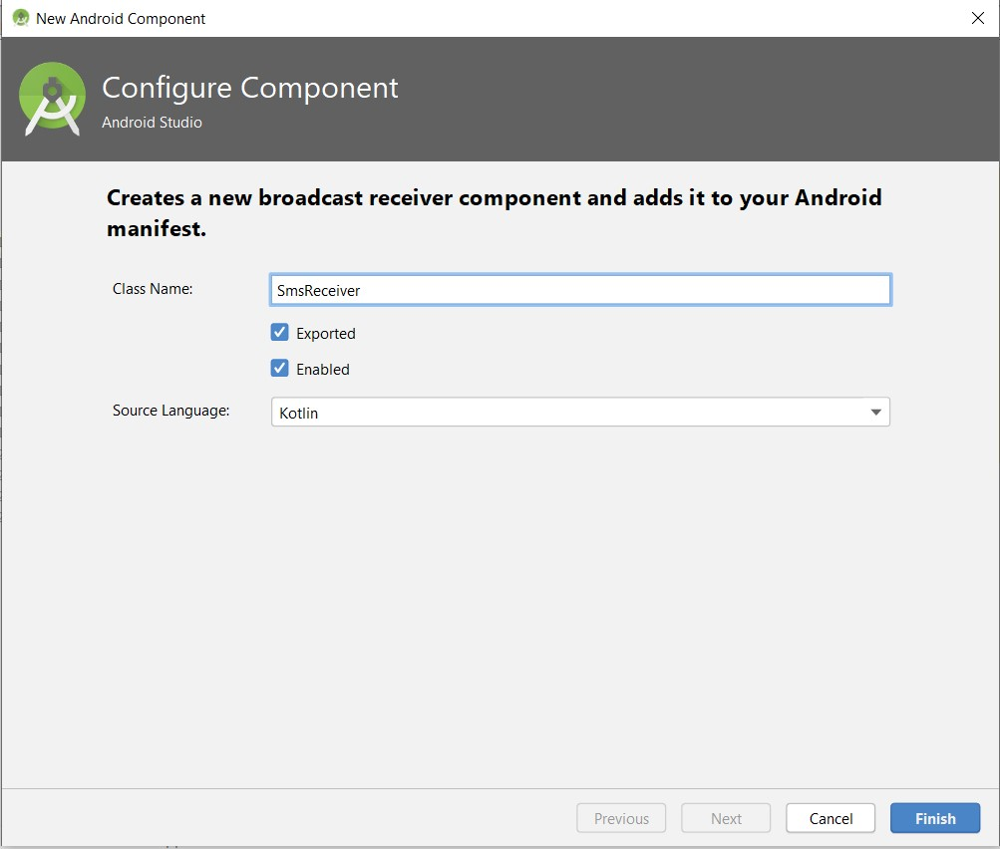 New Android Component
Configure Component
Android Studio
Creates a new broadcast receiver component and adds it to your Android
manifest.
Class Name:
SmsReceiver
Exported
Enabled
Source Language:
Kotlin
Previous
Next
Cancel
Finish